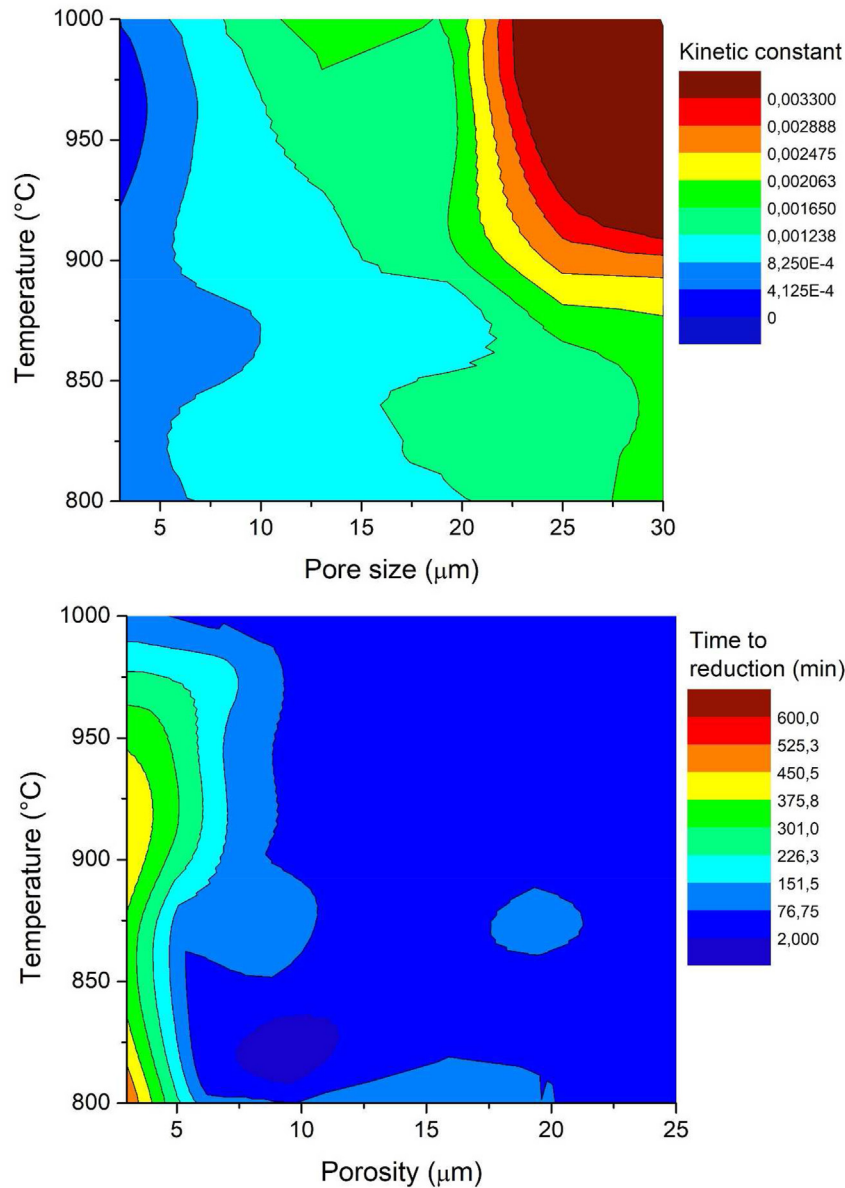 Kinetic constant
1000
950
900
850
800
Temperature (°C)
5 10 15 20 25 30
Pore size (μm)
0,003300
0,002888
0,002475
0,002063
0,001650
0,001238
8,250E-4
4,125E-4
0
Time to
reduction (min)
1000
950
900
850
800
Temperature (°C)
5 10 15 20 25
Porosity (μm)
600,0
525,3
450,5
375,8
301,0
226,3
151,5
76,75
2,000